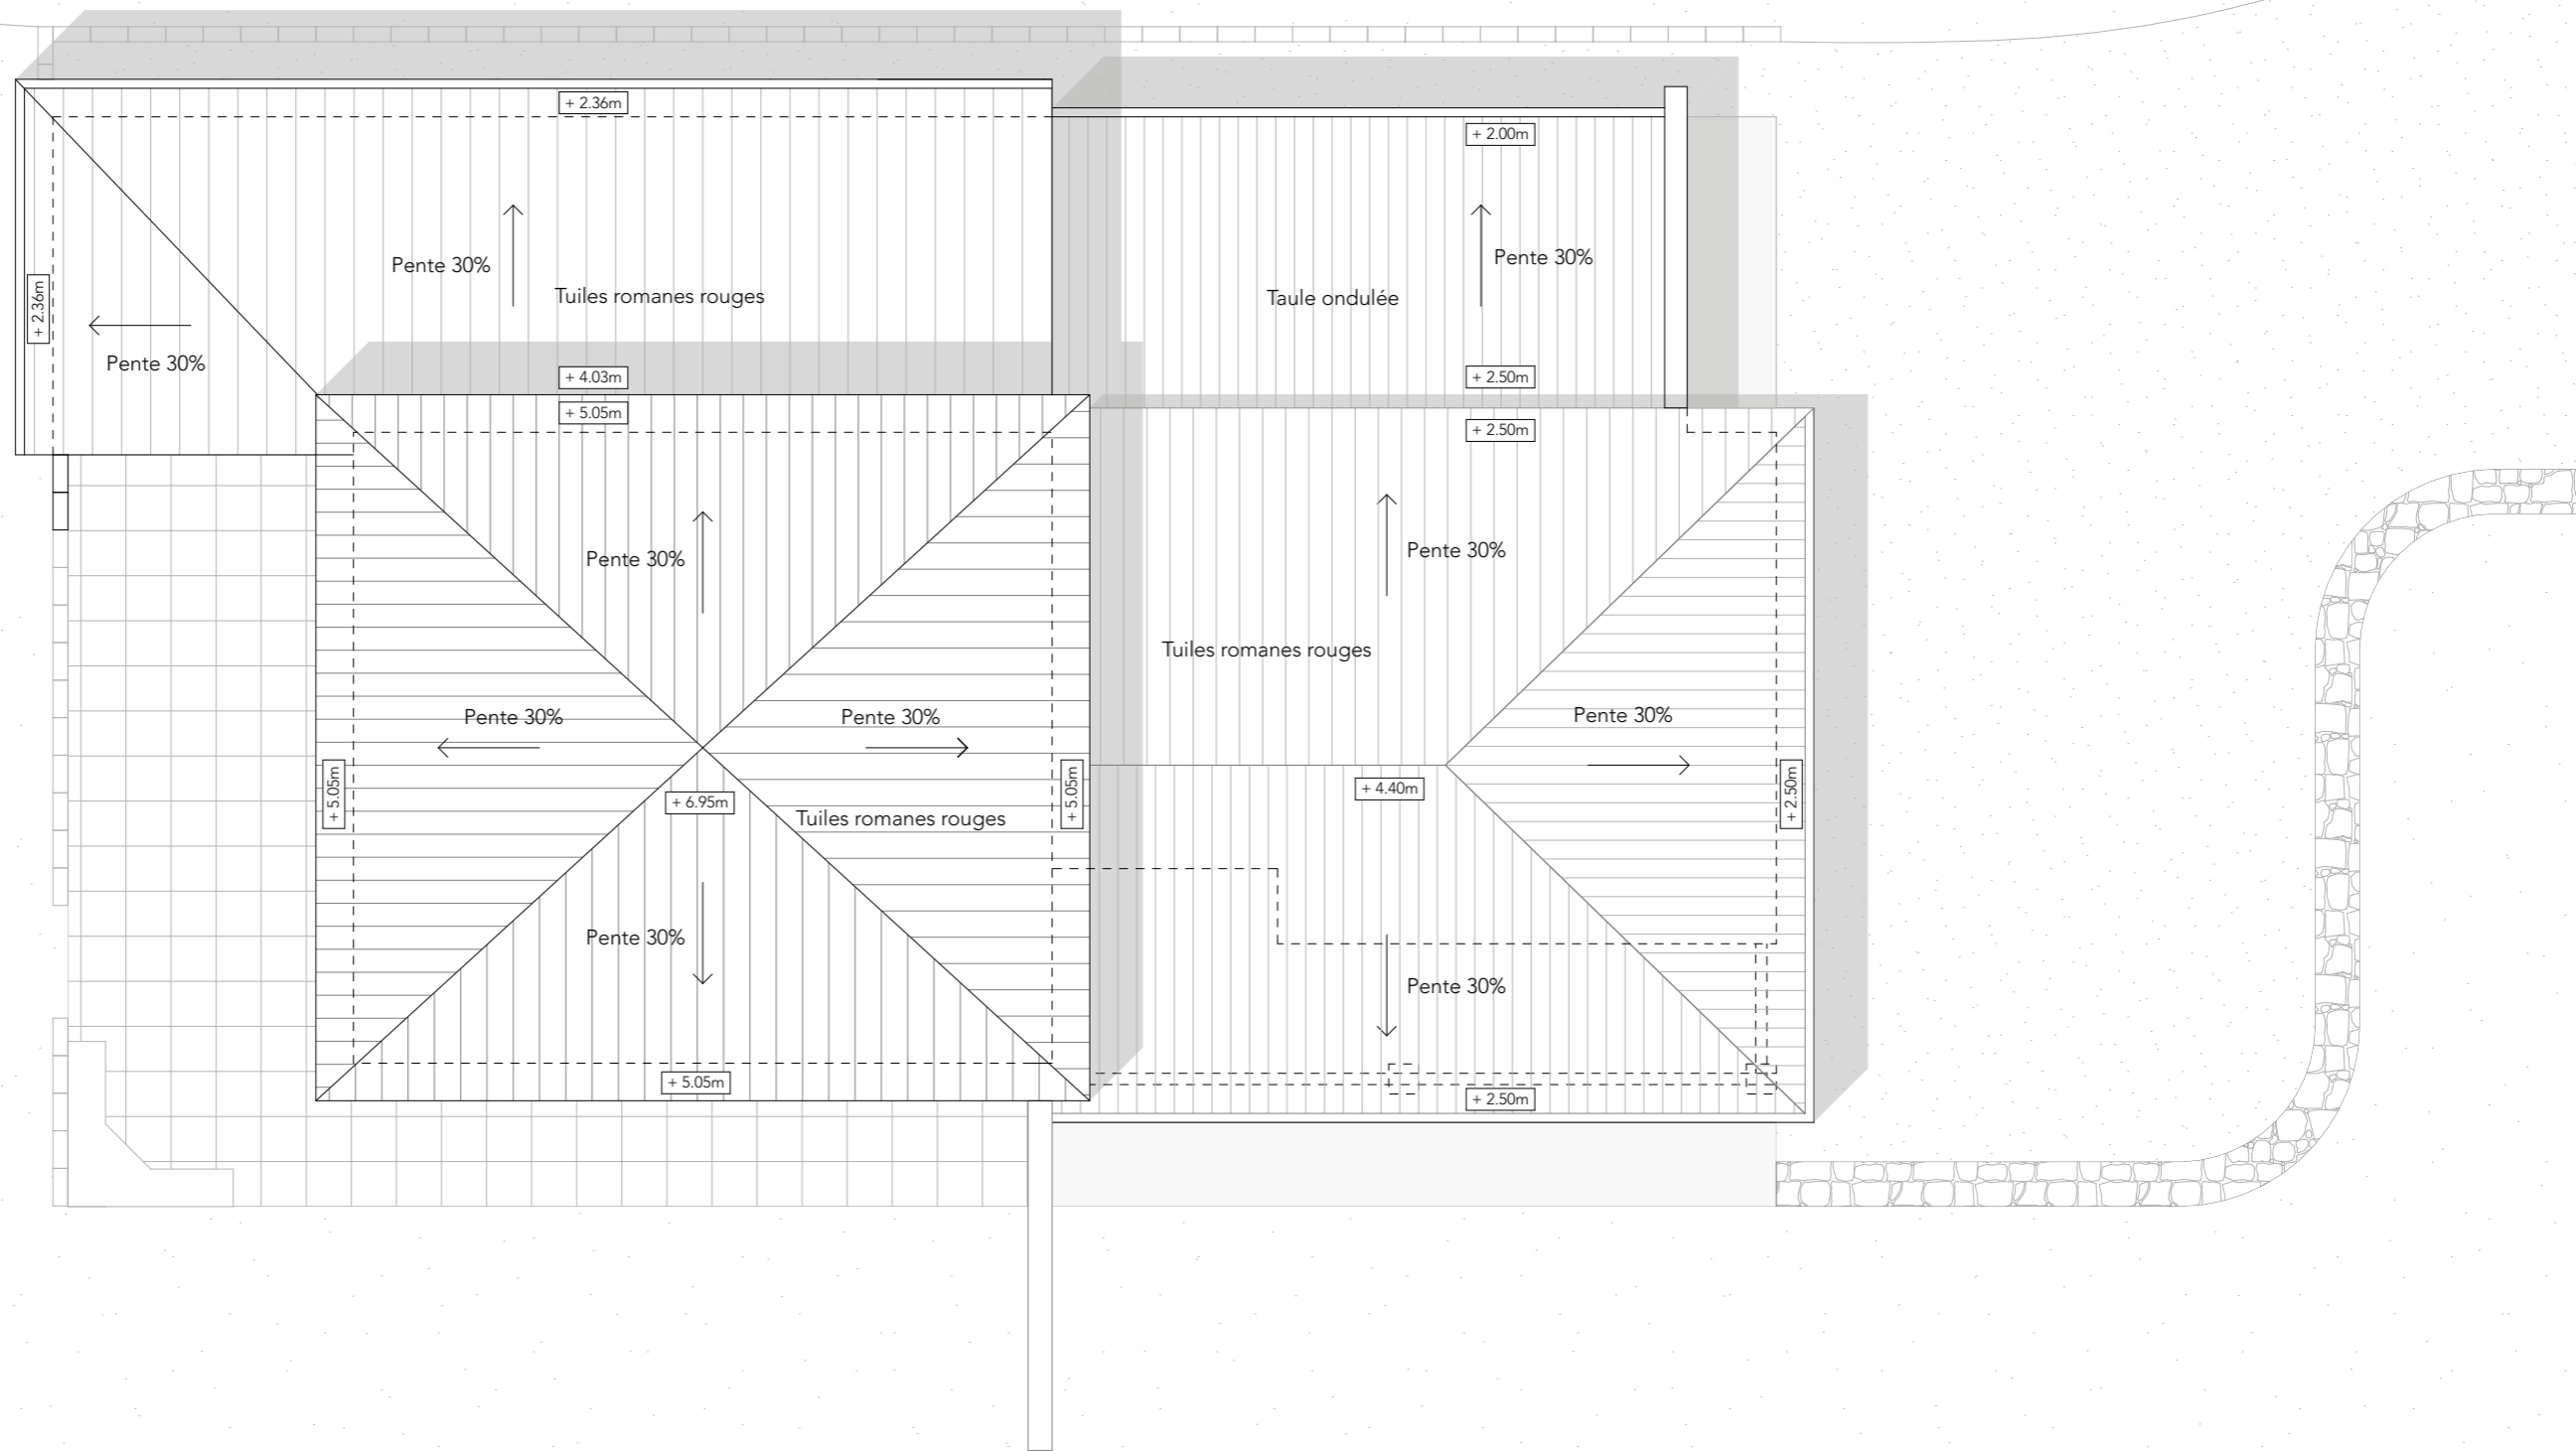 + 2.36m
+ 2.00m
Pente 30%
Pente 30%
Tuiles romanes rouges
Taule ondulée
+ 2.36m
Pente 30%
+ 4.03m
+ 2.50m
+ 5.05m
+ 2.50m
Pente 30%
Pente 30%
Tuiles romanes rouges
Pente 30%
Pente 30%
Pente 30%
+ 5.05m
+ 6.95m
+ 5.05m
+ 4.40m
+ 2.50m
Tuiles romanes rouges
Pente 30%
Pente 30%
+ 5.05m
+ 2.50m